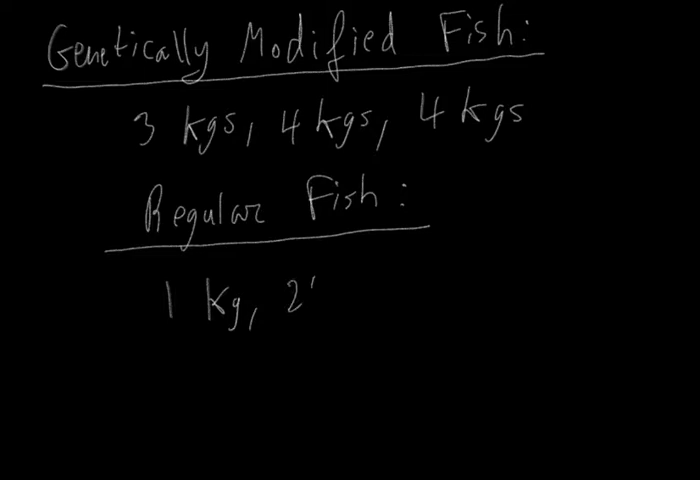 Genetically Modified Fish:
3 kgs, 4 kgs, 4 kgs
Regular Fish:
1 kg, 2